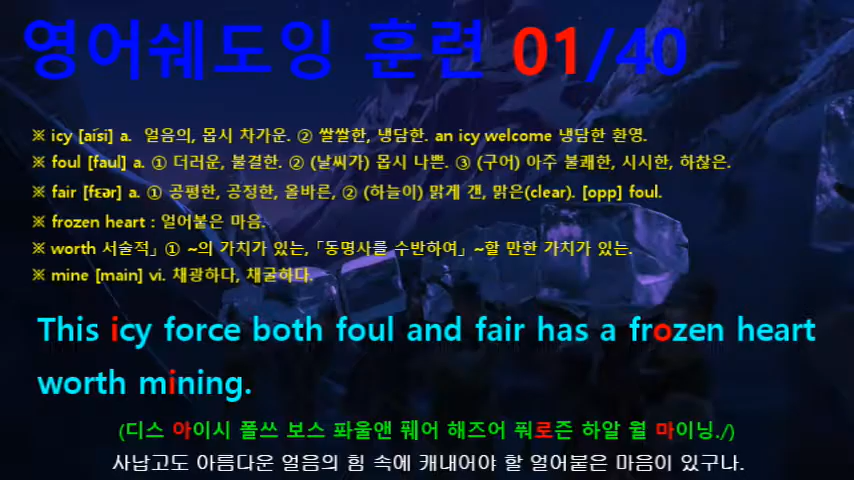 영어쉐도잉 훈련 01/40
※ icy [aísi] a. 얼음의, 몹시 차가운. ② 쌀쌀한, 냉담한. an icy welcome 냉담한 환영.
※ foul [faul] a. ① 더러운, 불결한. ② (날씨가) 몹시 나쁜. ③ (구어) 아주 불쾌한, 시시한, 하찮은.
※ fair [fɛər] a. ① 공평한, 공정한, 올바른, ② (하늘이) 맑게 갠, 맑은(clear). [opp] foul.
※ frozen heart : 얼어붙은 마음.
※ worth 서술적」 ① ~의 가치가 있는,「동명사를 수반하여」 ~할 만한 가치가 있는.
※ mine [main] vi. 채광하다, 채굴하다.
This icy force both foul and fair has a frozen heart
worth mining.
(디스 아이시 폴쓰 보스 퐈울앤 풰어 해즈어 풔로즌 하알 월 마이닝./)
사납고도 아름다운 얼음의 힘 속에 캐내어야 할 얼어붙은 마음이 있구나.